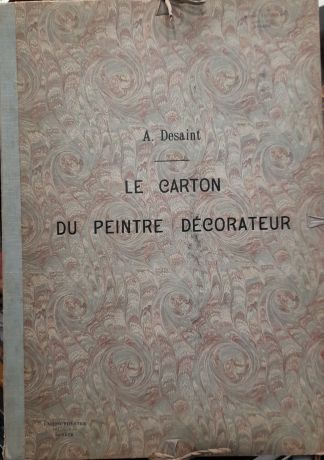 A. Desaint
LE CARTON
DU PEINTRE DÉCORATEUR